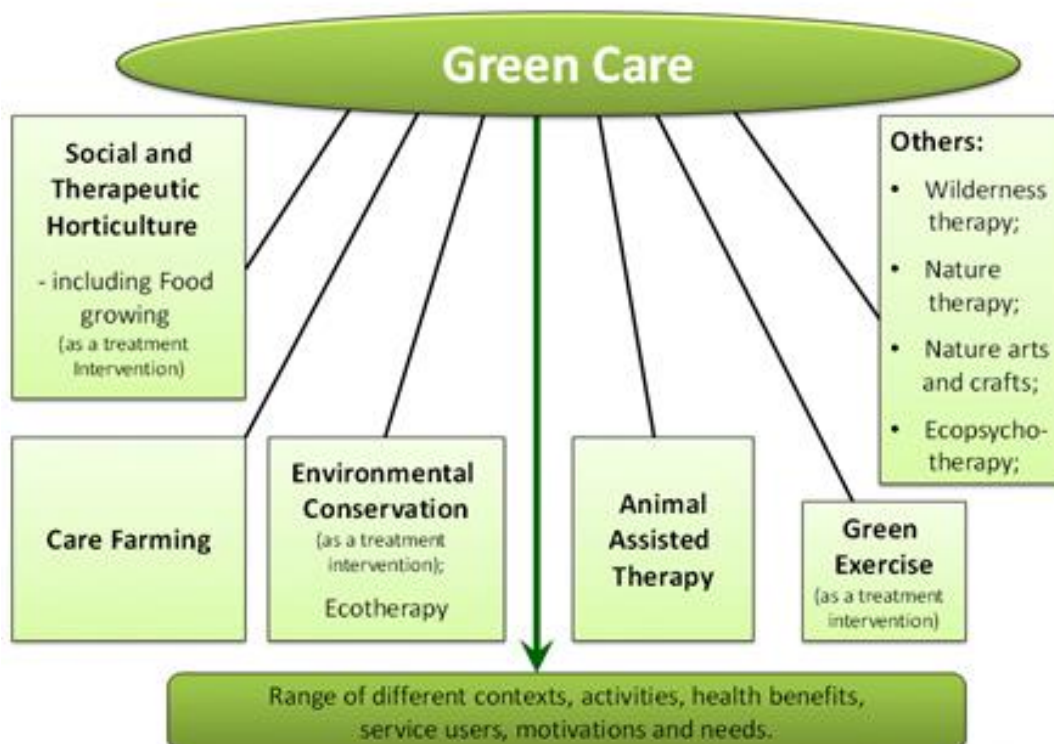 Green Care
Social and
Therapeutic
Horticulture
- including Food
growing
(as a treatment
Intervention)
Care Farming
Environmental
Conservation
(as a treatment
intervention);
Ecotherapy
Animal
Assisted
Therapy
Green
Exercise
(as a treatment
intervention)
Others:
• Wilderness
therapy;
• Nature
therapy;
• Nature arts
and crafts;
• Ecopsycho-
therapy;
Range of different contexts, activities, health benefits,
service users, motivations and needs.